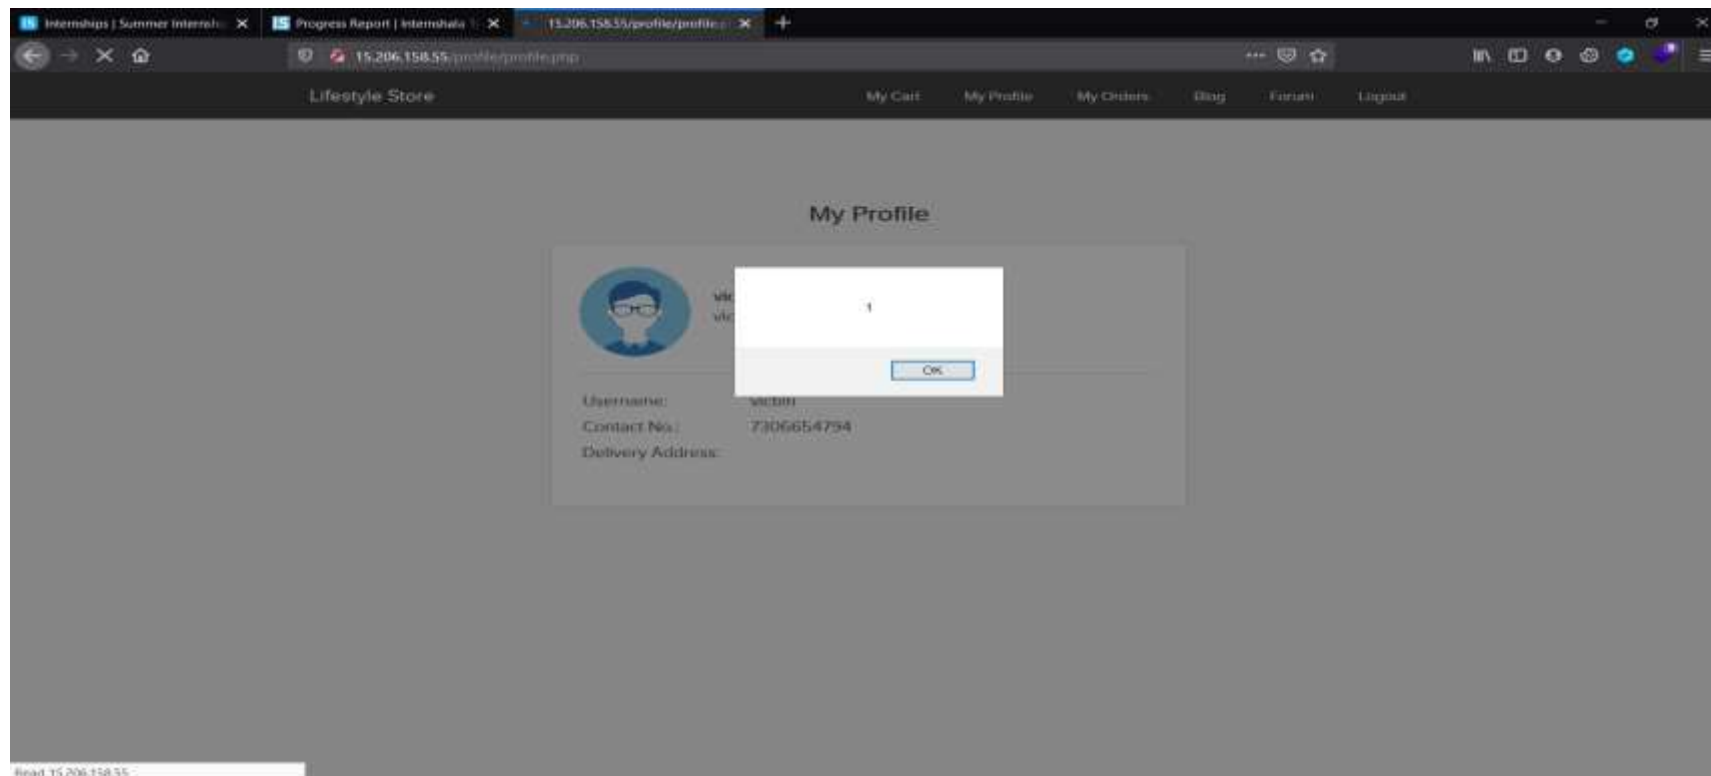 Internships | Summer Internsh
Progress Report | Internshala T
15.206.158.55/profile/profile.p
15.206.158.55/profile/profile.php
Lifestyle Store
My Cart
My Profile
My Orders
Blog
Forum
Logout
My Profile
vic
vic
1
OK
Username:
Contact No.: 7306654794
Delivery Address:
Read 15.206.158.55